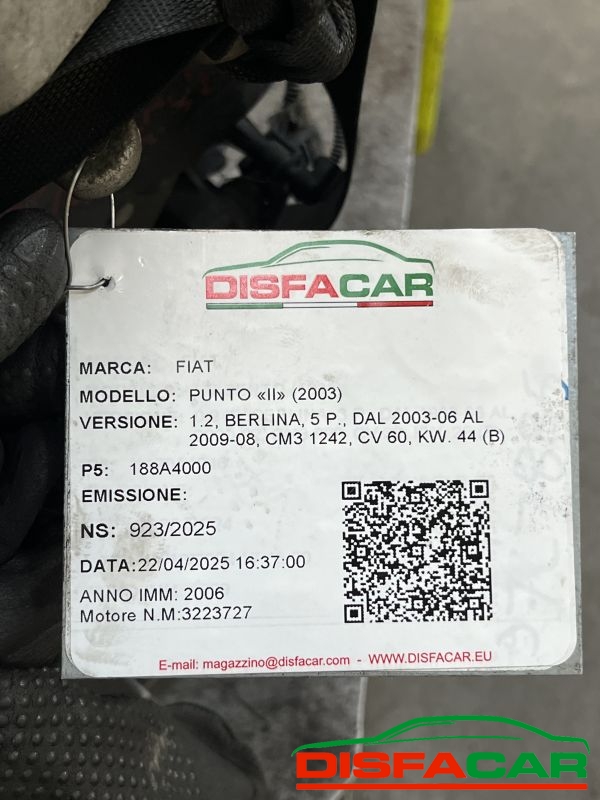 DISFACAR
MARCA: FIAT
MODELLO: PUNTO «II» (2003)
VERSIONE: 1.2, BERLINA, 5 P., DAL 2003-06 AL
2009-08, CM3 1242, CV 60, KW. 44 (B)
P5: 188A4000
EMISSIONE:
NS: 923/2025
DATA:22/04/2025 16:37:00
ANNO IMM: 2006
Motore N.M:3223727
E-mail: magazzino@disfacar.com - WWW.DISFACAR.EU
DISFACAR